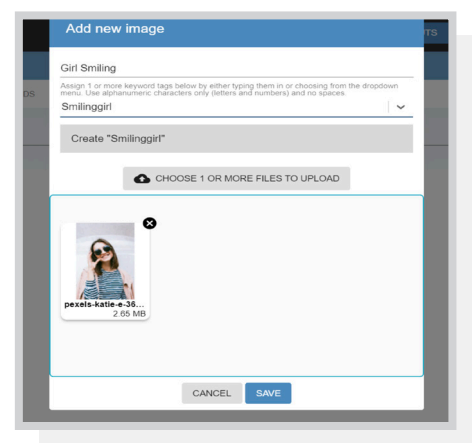 Add new image
TS
DS
Girl Smiling
Assign 1 or more keyword tags below by either typing them in or choosing from the dropdown
menu. Use alphanumeric characters only (letters and numbers) and no spaces.
Smilinggirl
Create "Smilinggirl"
CHOOSE 1 OR MORE FILES TO UPLOAD
pexels-katie-e-36...
2.65 MB
CANCEL SAVE